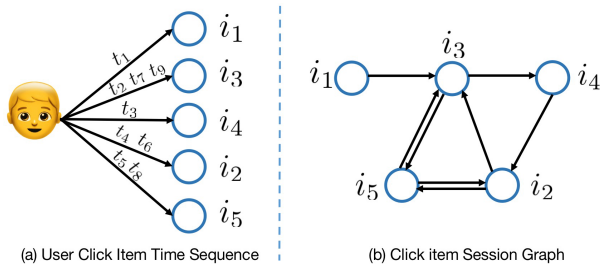 t₁
i₁
t₂ t₇ t₉
i₃
t₃
i₄
t₄ t₆
i₂
t₅ t₈
i₅
(a) User Click Item Time Sequence
i₁
i₃
i₄
i₅
i₂
(b) Click item Session Graph